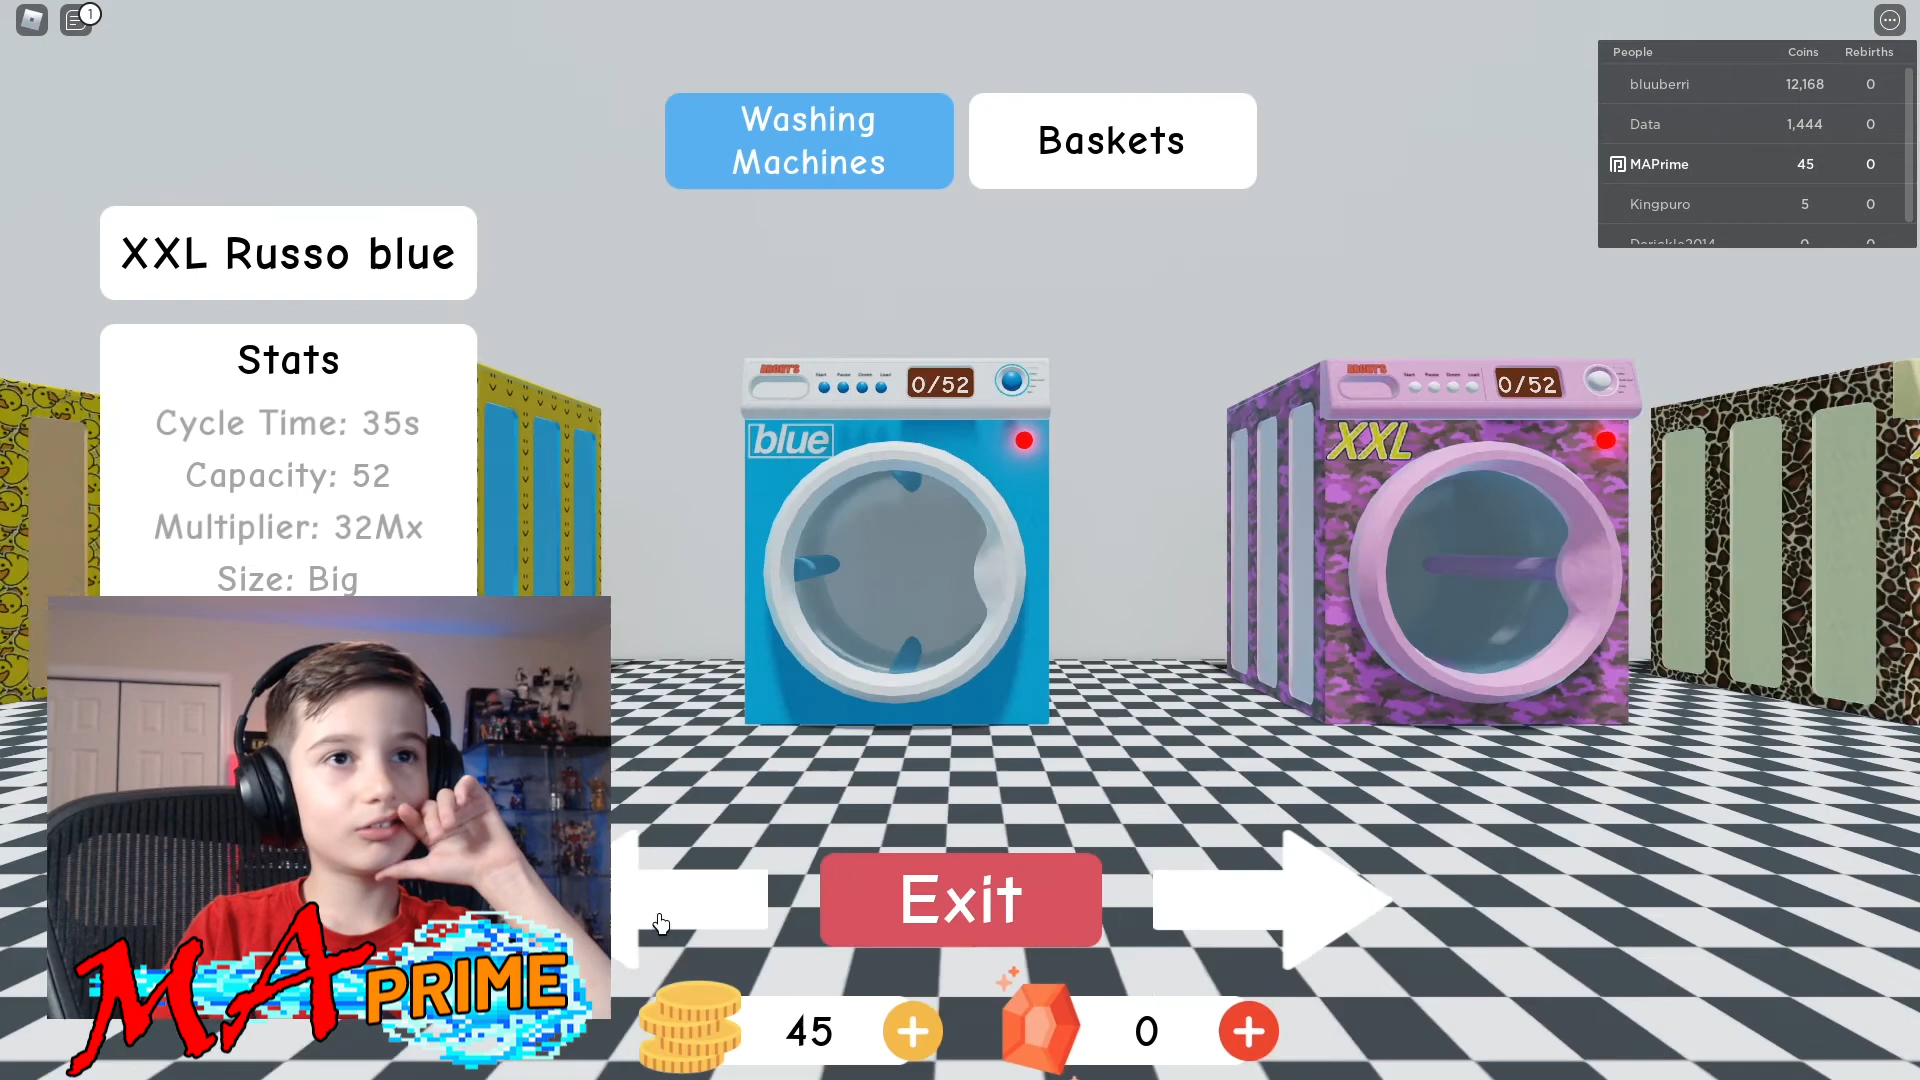 1
People Coins Rebirths
bluuberri 12,168 0
Data 1,444 0
MAPrime 45 0
Kingpuro 5 0
Washing
Machines
Baskets
XXL Russo blue
Stats
Cycle Time: 35s
Capacity: 52
Multiplier: 32Mx
Size: Big
0/52
blue
0/52
XXL
Exit
MAPRIME
45
0